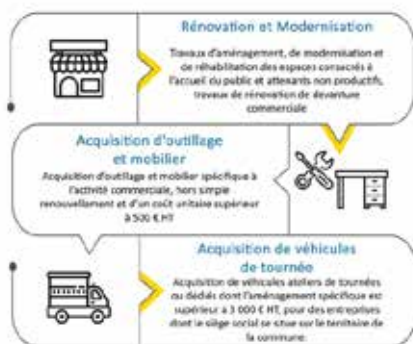 Rénovation et Modernisation
Travaux d'aménagement, de modernisation et
de réhabilitation des espaces consacrés à
l'accueil du public et attenants non productifs,
travaux de rénovation de devanture
commerciale
Acquisition d'outillage
et mobilier
Acquisition d'outillage et mobilier spécifique à
l'activité commerciale, hors simple
renouvellement et d'un coût unitaire supérieur
à 500 € HT
Acquisition de véhicules
de tournée
Acquisition de véhicules ateliers de tournées
ou dédiés dont l'aménagement spécifique est
supérieur à 3 000 € HT, pour des entreprises
dont le siège social se situe sur le territoire de
la commune.